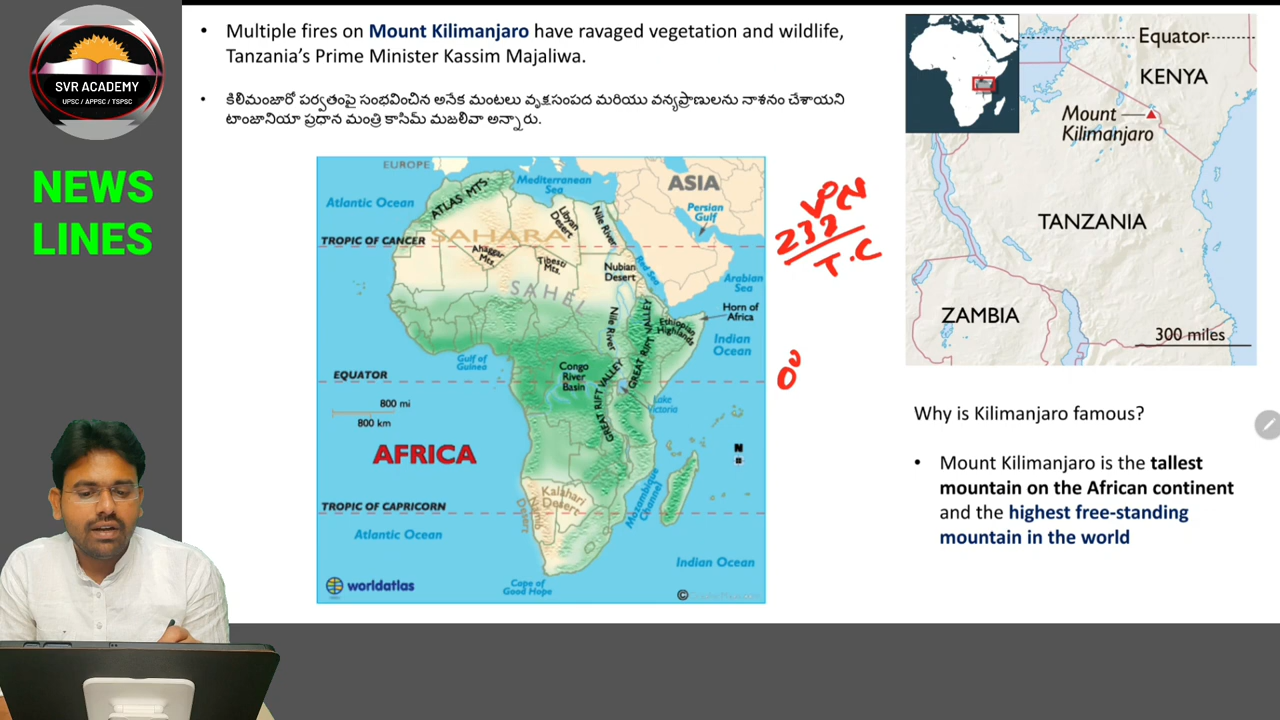 SVR ACADEMY
UPSC / APPSC / TSPSC
NEWS
LINES
• Multiple fires on Mount Kilimanjaro have ravaged vegetation and wildlife,
Tanzania’s Prime Minister Kassim Majaliwa.
• కిలీమంజారో పర్వతంపై సంభవించిన అనేక మంటలు వృక్షసంపద మరియు వన్యప్రాణులను నాశనం చేశాయని
టాంజానియా ప్రధాన మంత్రి కాసిమ్ మజలివా అన్నారు.
EUROPE
ASIA
Mediterranean
Sea
Atlantic Ocean
ATLAS MTS
Persian
Gulf
Libyan
Desert
Nile River
TROPIC OF CANCER
SAHARA
Ahaggar
Mts.
Tibesti
Mts.
Nubian
Desert
Red Sea
Arabian
Sea
SAHEL
Horn of
Africa
Nile River
GREAT RIFT VALLEY
Ethiopian
Highlands
Indian
Ocean
Gulf of
Guinea
Congo
River
Basin
EQUATOR
GREAT RIFT VALLEY
Lake
Victoria
800 mi
800 km
AFRICA
N
Kalahari
Desert
Mozambique
Channel
TROPIC OF CAPRICORN
Atlantic Ocean
Indian Ocean
Cape of
Good Hope
worldatlas
©
T.C
0°
Equator
KENYA
Mount
Kilimanjaro
TANZANIA
ZAMBIA
300 miles
Why is Kilimanjaro famous?
• Mount Kilimanjaro is the tallest
mountain on the African continent
and the highest free-standing
mountain in the world